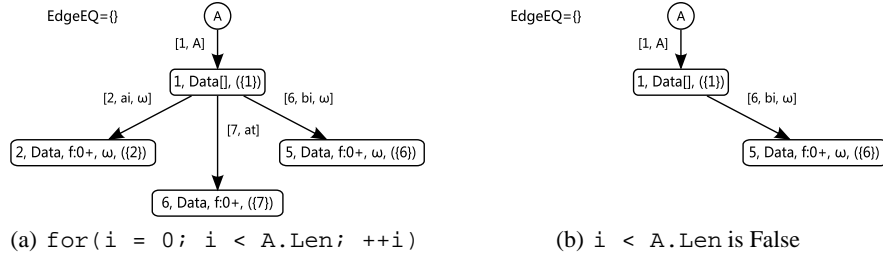 EdgeEQ={}
A
[1, A]
1, Data[], ({1})
[2, ai, ω]
[6, bi, ω]
[7, at]
2, Data, f:0+, ω, ({2})
5, Data, f:0+, ω, ({6})
6, Data, f:0+, ({7})
(a) for(i = 0; i < A.Len; ++i)
EdgeEQ={}
A
[1, A]
1, Data[], ({1})
[6, bi, ω]
5, Data, f:0+, ω, ({6})
(b) i < A.Len is False